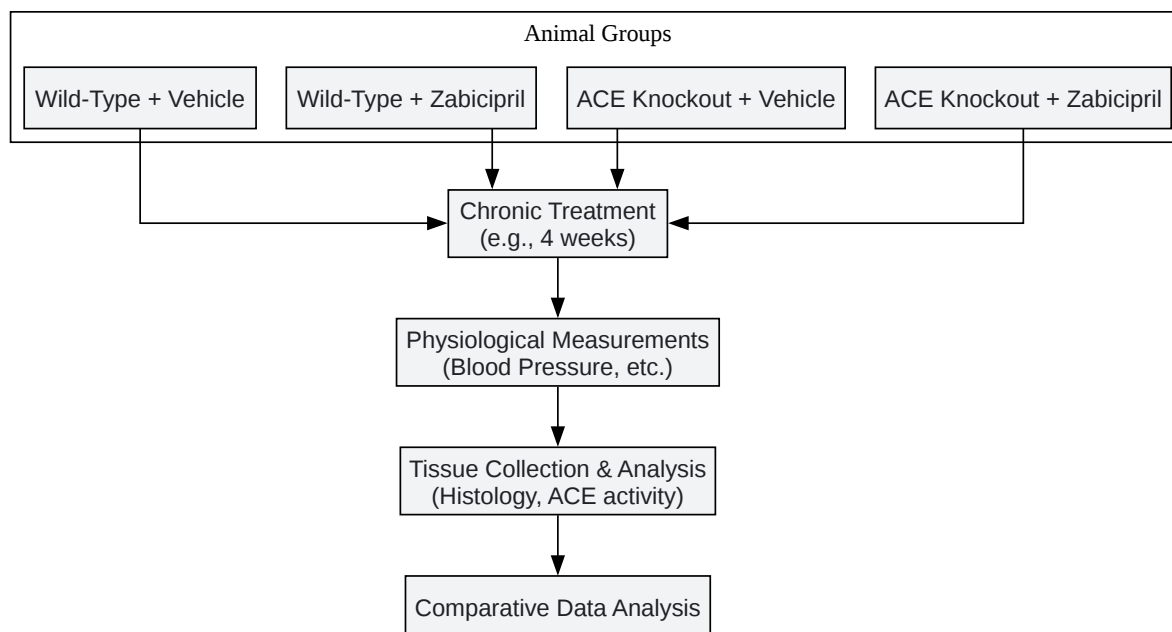 Animal Groups
Wild-Type + Vehicle
Wild-Type + Zabicipril
ACE Knockout + Vehicle
ACE Knockout + Zabicipril
Chronic Treatment
(e.g., 4 weeks)
Physiological Measurements
(Blood Pressure, etc.)
Tissue Collection & Analysis
(Histology, ACE activity)
Comparative Data Analysis